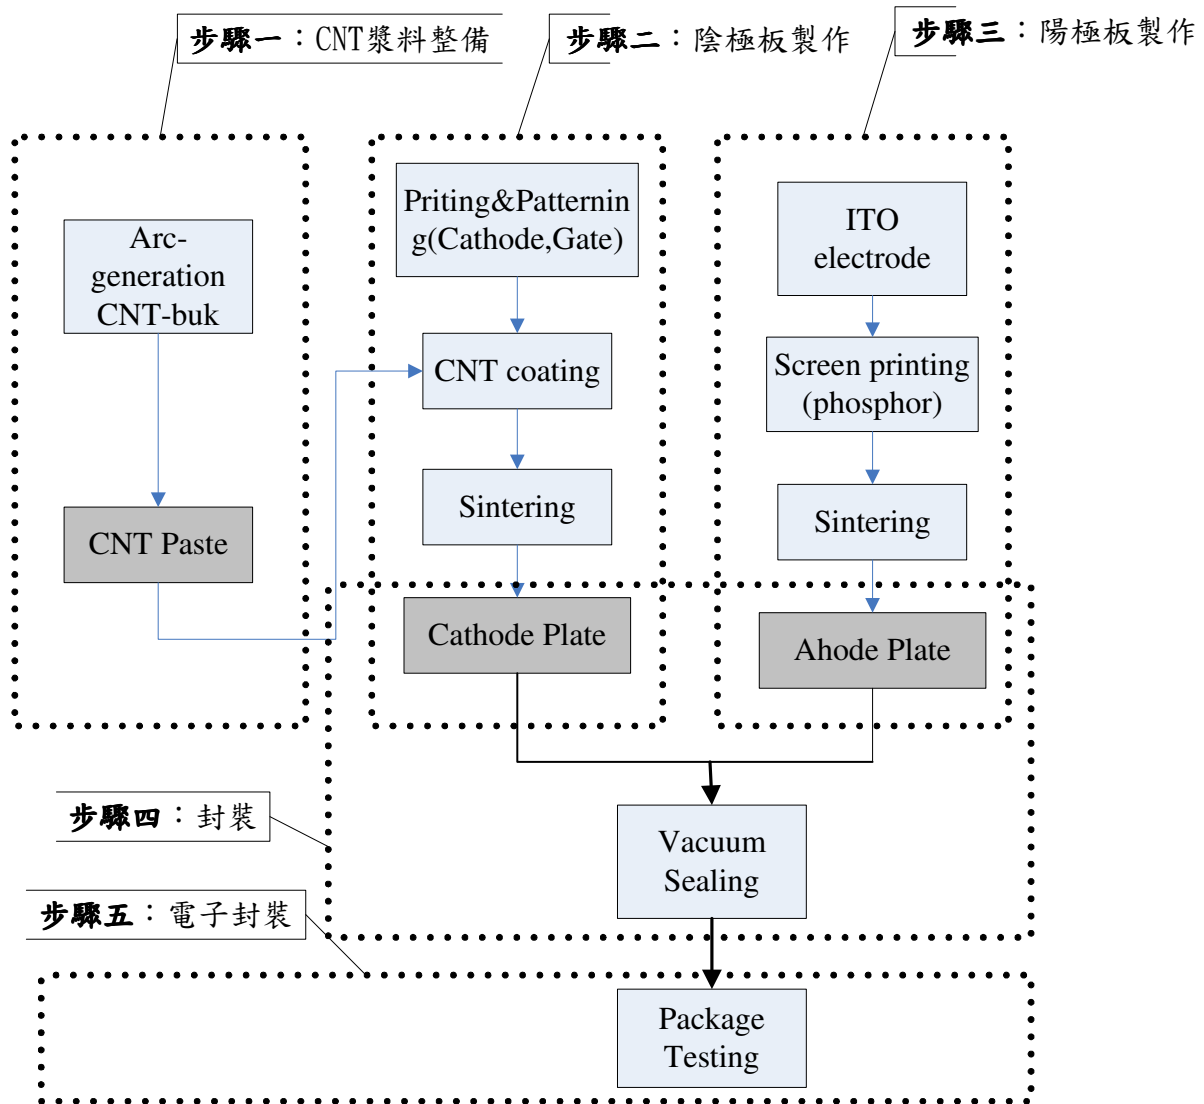 步驟一：CNT漿料整備
步驟二：陰極板製作
步驟三：陽極板製作
Arc-
generation
CNT-buk
CNT Paste
Priting&Patternin
g(Cathode,Gate)
CNT coating
Sintering
Cathode Plate
ITO
electrode
Screen printing
(phosphor)
Sintering
Ahode Plate
步驟四：封裝
Vacuum
Sealing
步驟五：電子封裝
Package
Testing